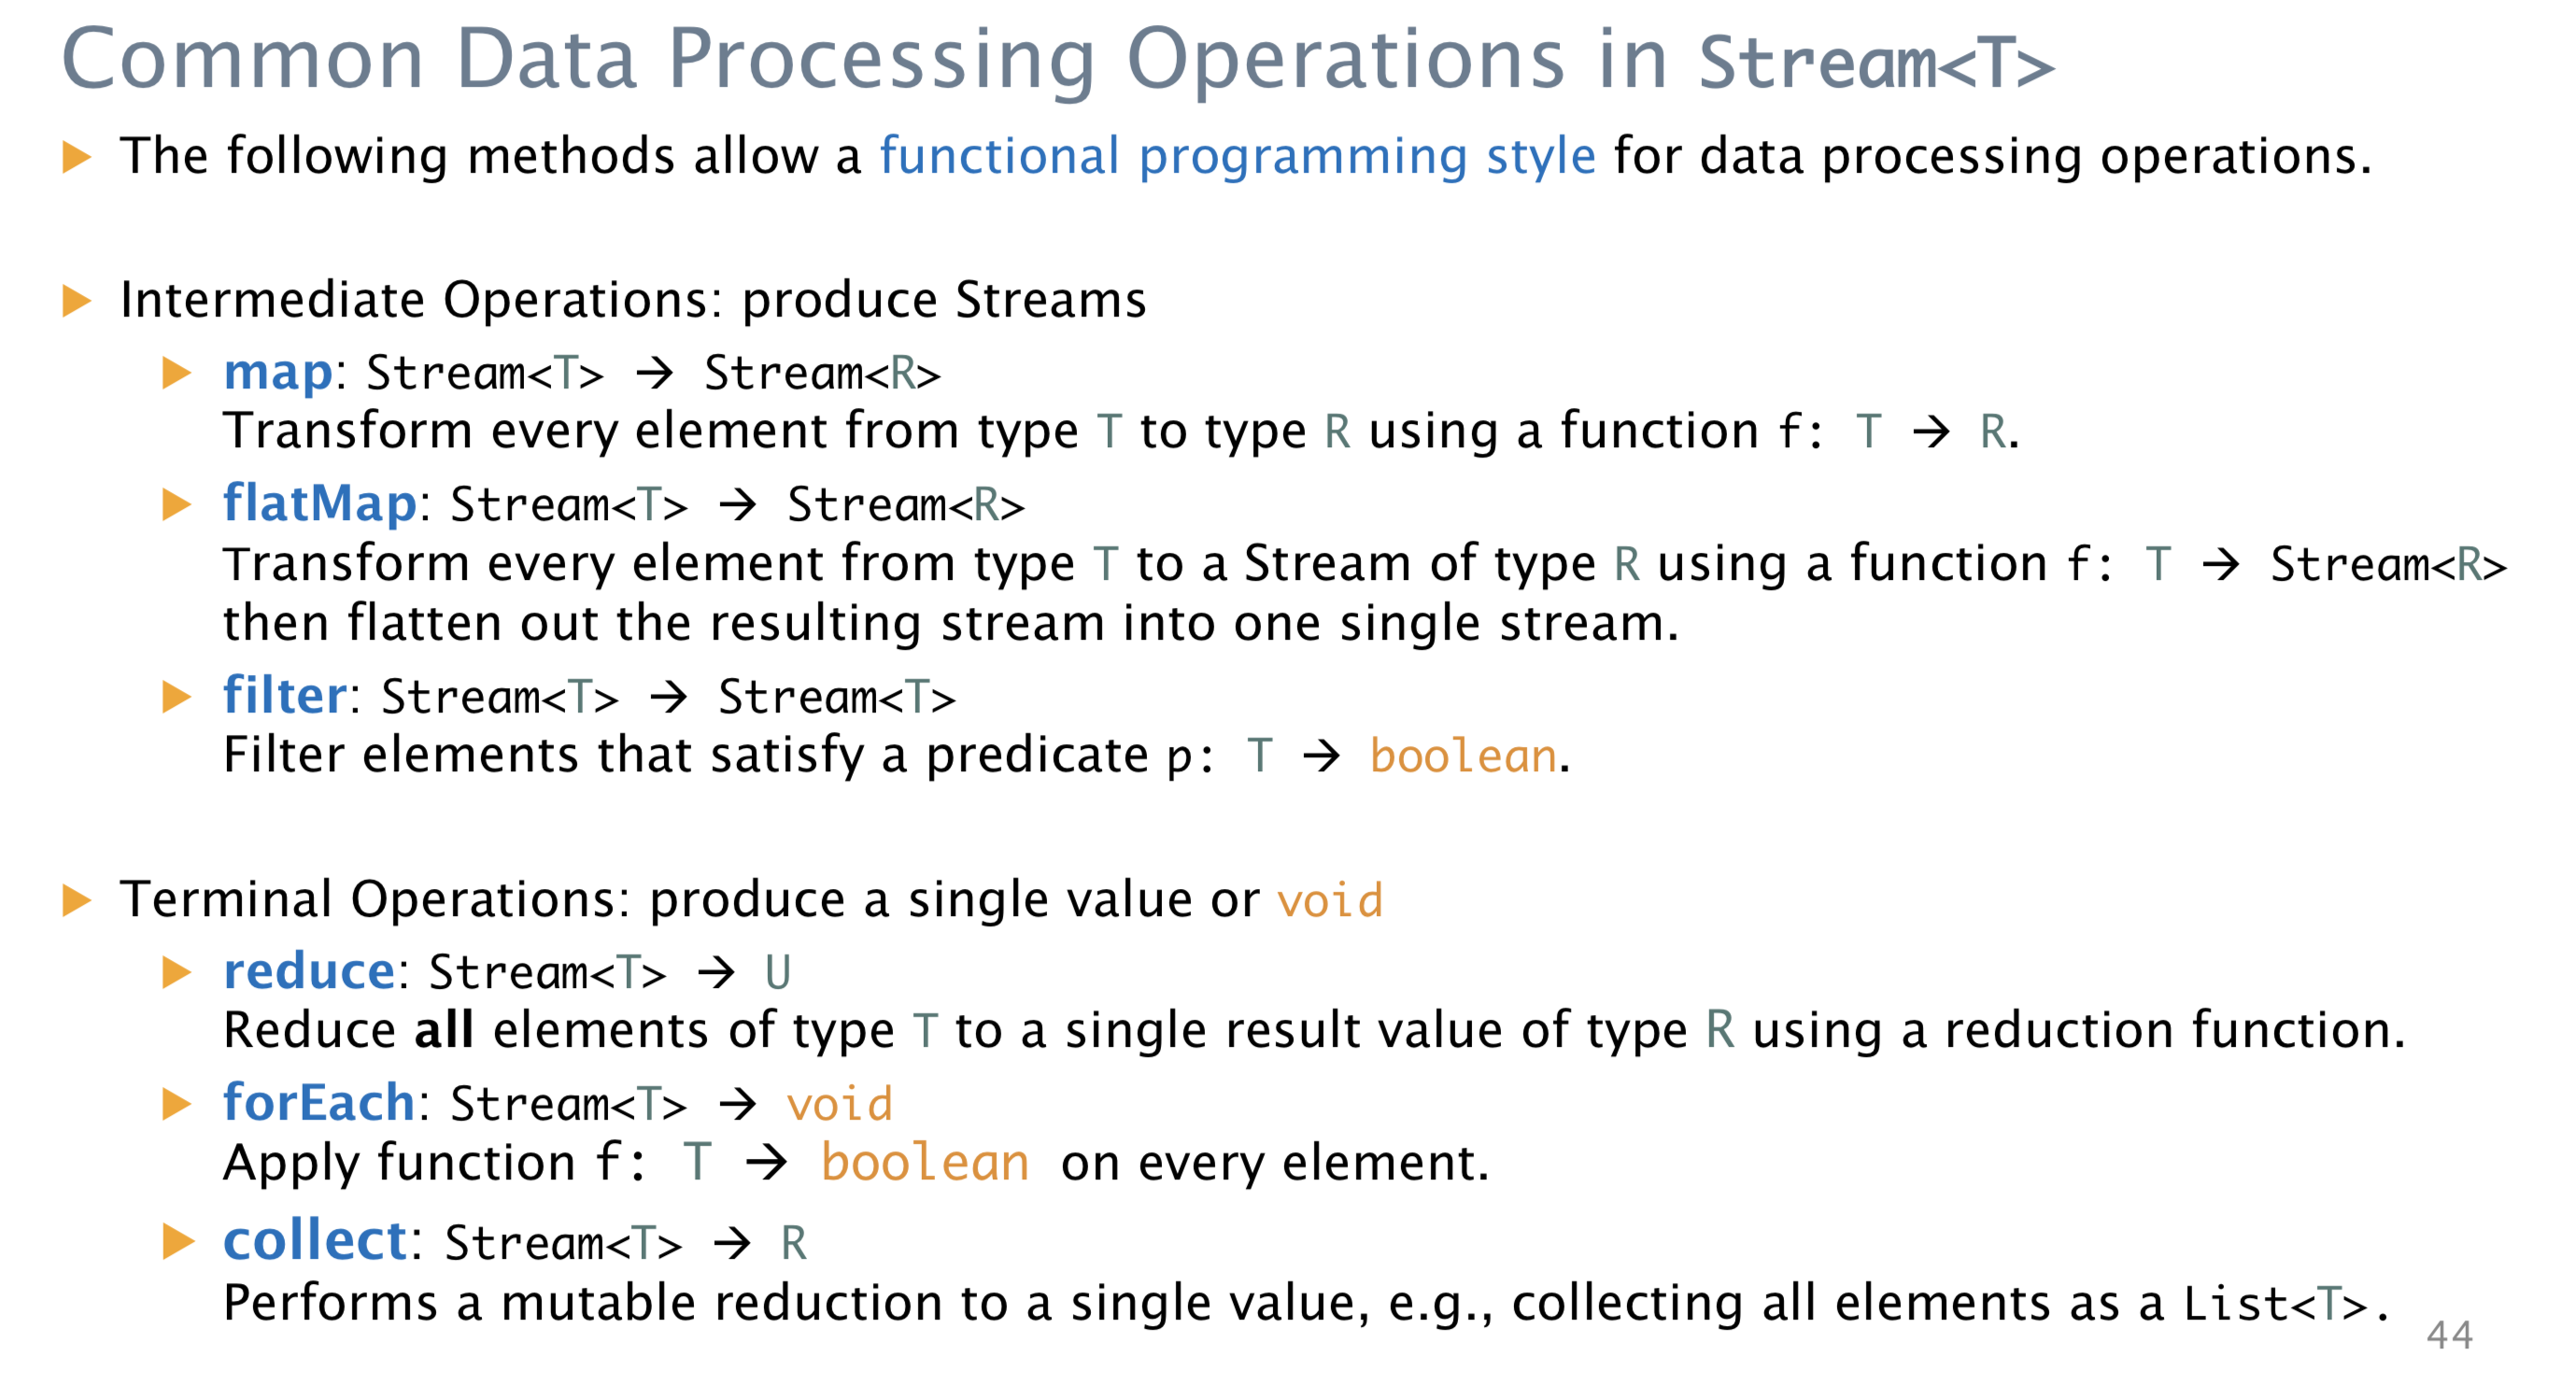 Common Data Processing Operations in Stream<T>
The following methods allow a functional programming style for data processing operations.
Intermediate Operations: produce Streams
map: Stream<T> → Stream<R>
Transform every element from type T to type R using a function f: T → R.
flatMap: Stream<T> → Stream<R>
Transform every element from type T to a Stream of type R using a function f: T → Stream<R>
then flatten out the resulting stream into one single stream.
filter: Stream<T> → Stream<T>
Filter elements that satisfy a predicate p: T → boolean.
Terminal Operations: produce a single value or void
reduce: Stream<T> → U
Reduce all elements of type T to a single result value of type R using a reduction function.
forEach: Stream<T> → void
Apply function f: T → boolean on every element.
collect: Stream<T> → R
Performs a mutable reduction to a single value, e.g., collecting all elements as a List<T>.
44